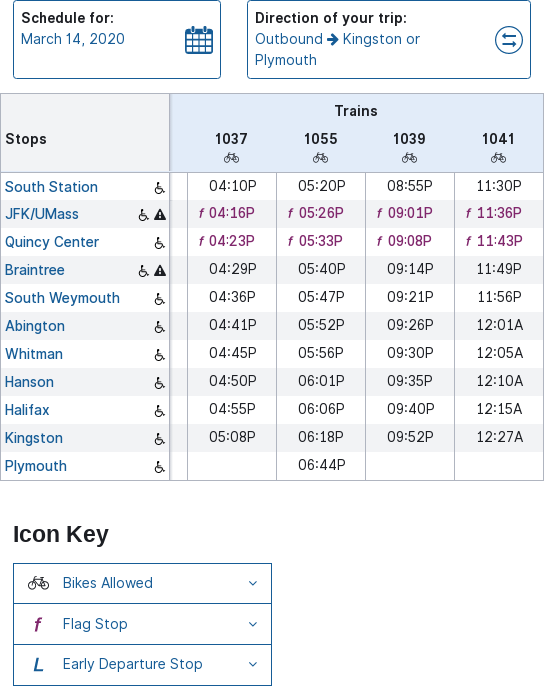 Schedule for:
March 14, 2020
Direction of your trip:
Outbound → Kingston or
Plymouth
Trains
Stops 1037 1055 1039 1041
South Station 04:10P 05:20P 08:55P 11:30P
JFK/UMass f 04:16P f 05:26P f 09:01P f 11:36P
Quincy Center f 04:23P f 05:33P f 09:08P f 11:43P
Braintree 04:29P 05:40P 09:14P 11:49P
South Weymouth 04:36P 05:47P 09:21P 11:56P
Abington 04:41P 05:52P 09:26P 12:01A
Whitman 04:45P 05:56P 09:30P 12:05A
Hanson 04:50P 06:01P 09:35P 12:10A
Halifax 04:55P 06:06P 09:40P 12:15A
Kingston 05:08P 06:18P 09:52P 12:27A
Plymouth 06:44P
Icon Key
Bikes Allowed
f Flag Stop
L Early Departure Stop